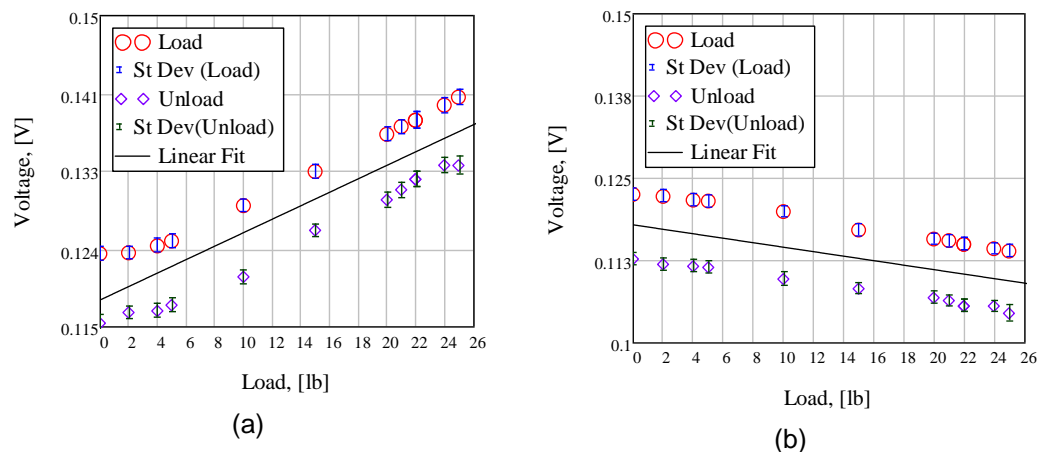 0.15
0.141
0.133
0.124
0.115
Voltage, [V]
Load
St Dev (Load)
Unload
St Dev(Unload)
Linear Fit
0 2 4 6 8 10 12 14 16 18 20 22 24 26
Load, [lb]
(a)
0.15
0.138
0.125
0.113
0.1
Voltage, [V]
Load
St Dev (Load)
Unload
St Dev(Unload)
Linear Fit
0 2 4 6 8 10 12 14 16 18 20 22 24 26
Load, [lb]
(b)